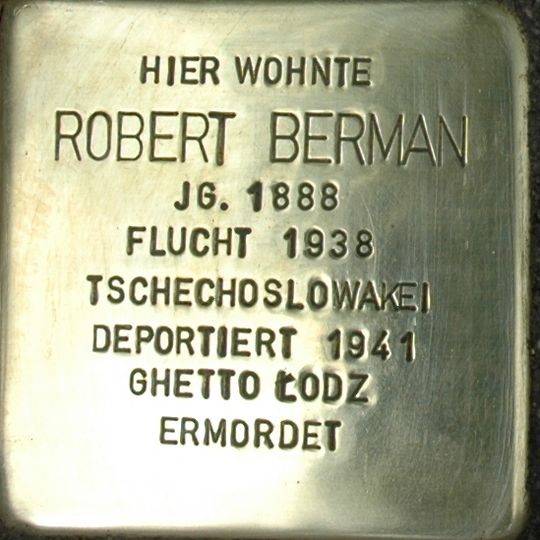 HIER WOHNTE
ROBERT BERMAN
JG. 1888
FLUCHT 1938
TSCHECHOSLOWAKEI
DEPORTIERT 1941
GHETTO ŁODZ
ERMORDET